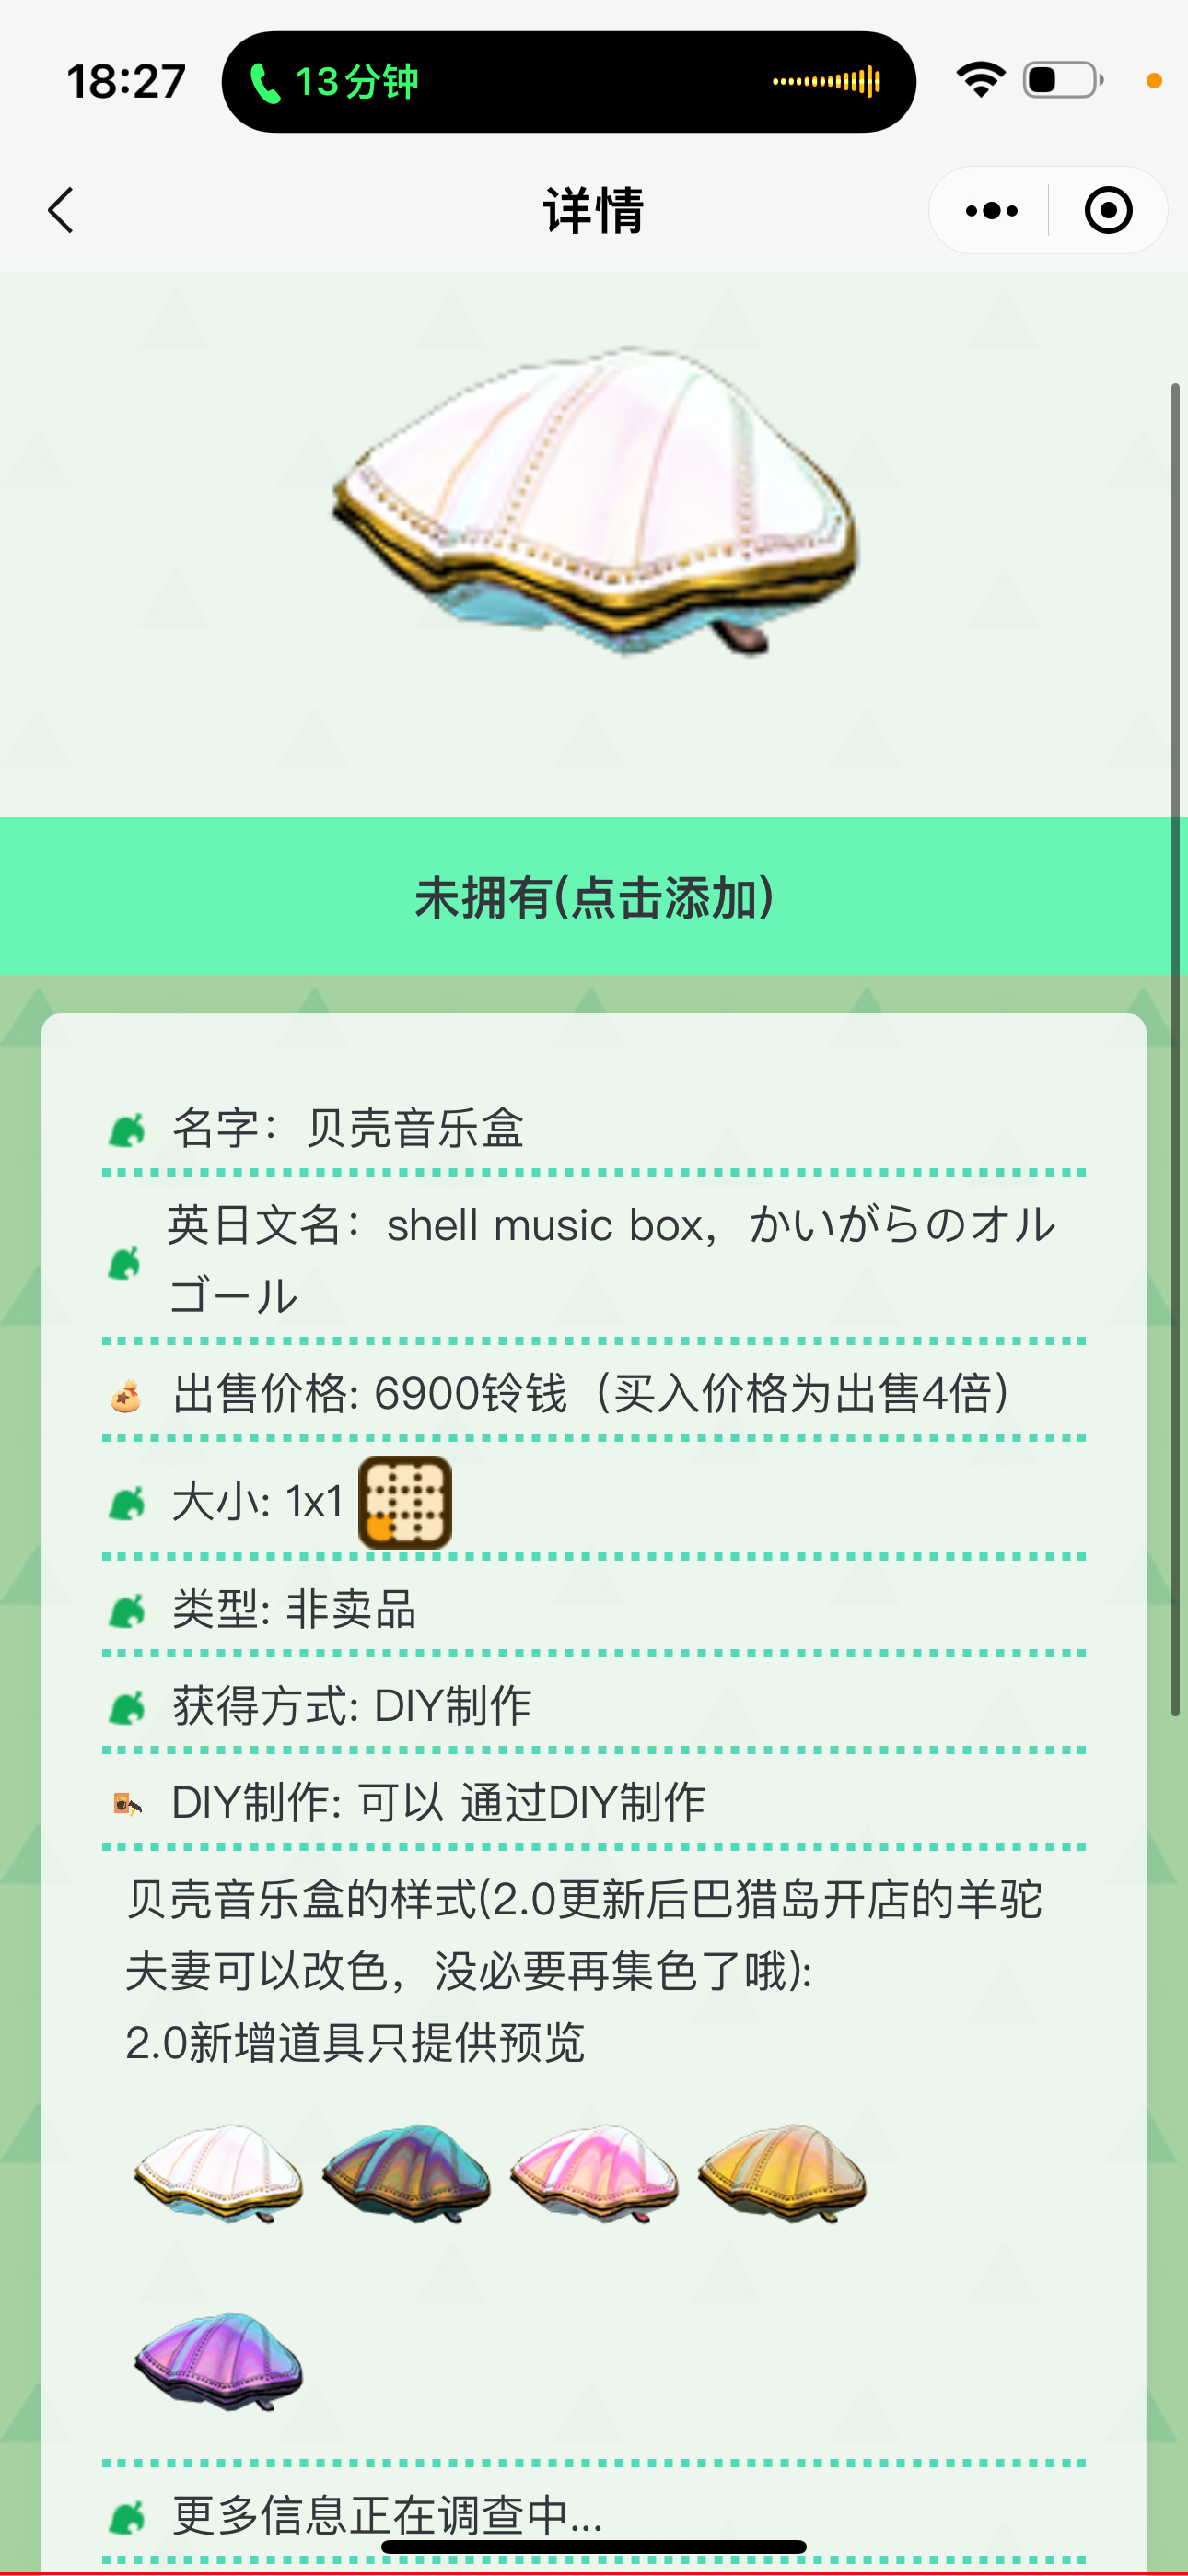 18:27
13分钟
详情
未拥有(点击添加)
名字：贝壳音乐盒
英日文名：shell music box，かいがらのオル
ゴール
出售价格: 6900铃钱（买入价格为出售4倍）
大小: 1x1
类型: 非卖品
获得方式: DIY制作
DIY制作: 可以 通过DIY制作
贝壳音乐盒的样式(2.0更新后巴猎岛开店的羊驼
夫妻可以改色，没必要再集色了哦):
2.0新增道具只提供预览
更多信息正在调查中...